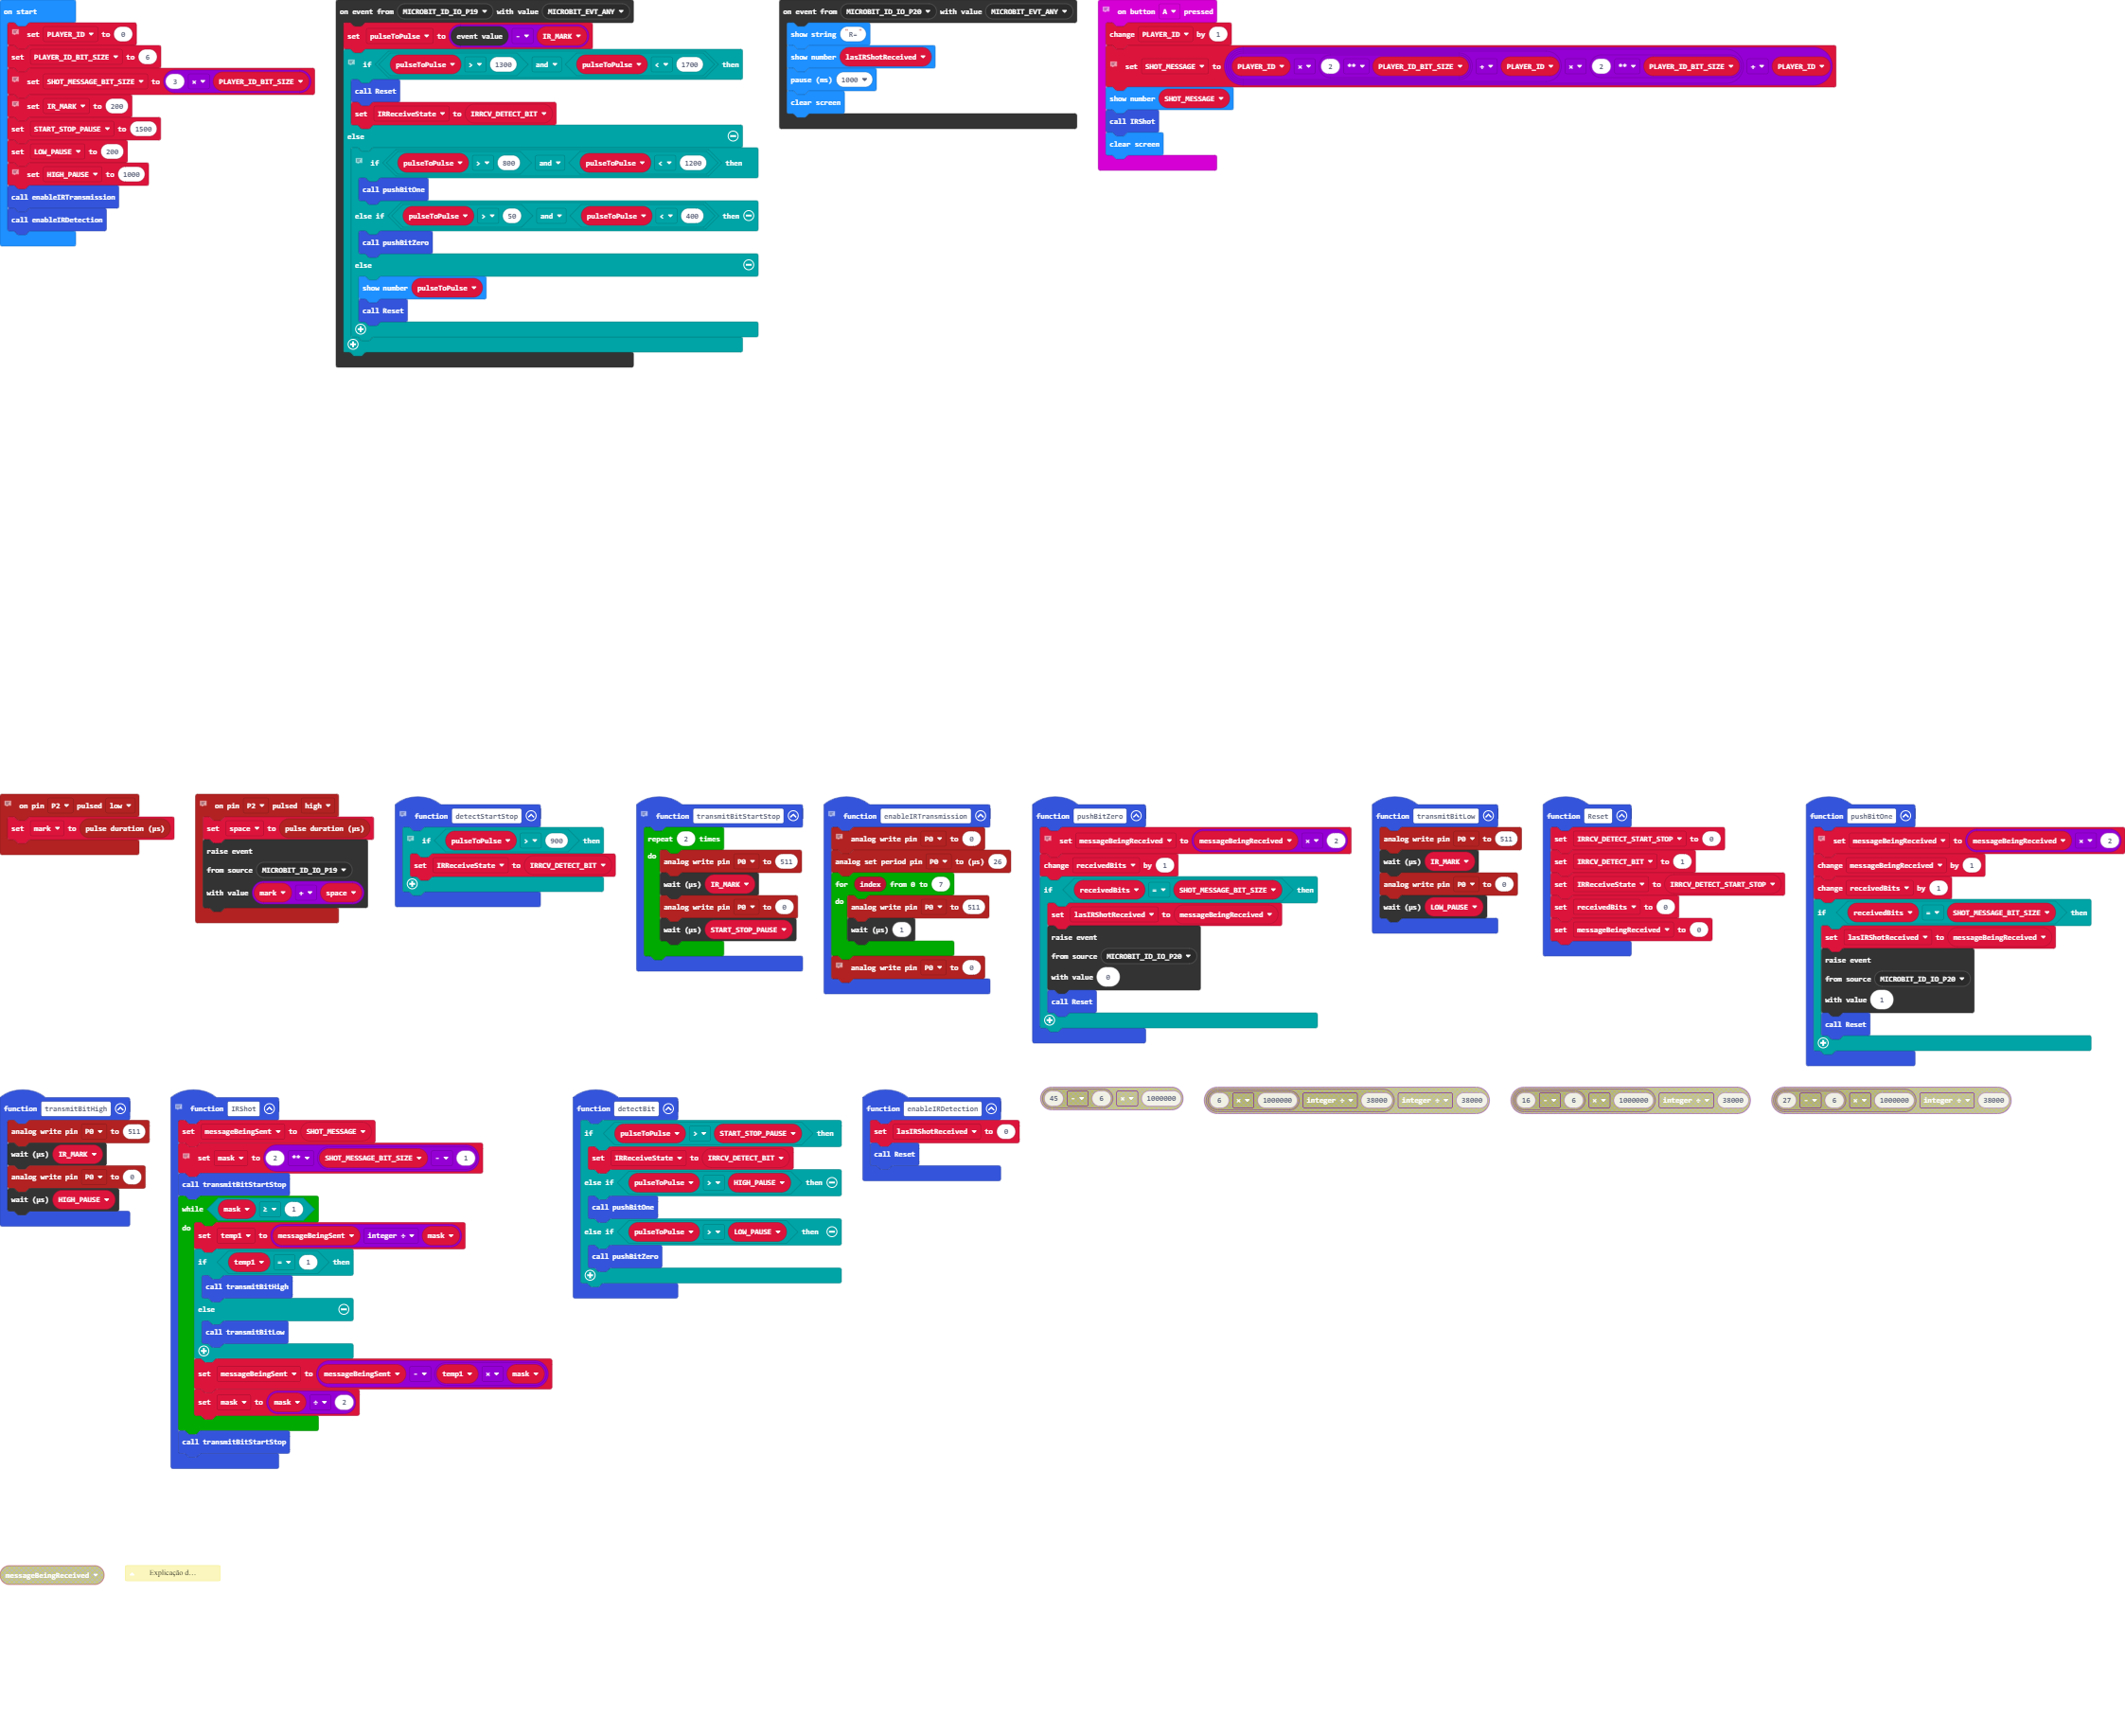 on start
set PLAYER_ID to 0
set PLAYER_ID_BIT_SIZE to 6
set SHOT_MESSAGE_BIT_SIZE to 3 × PLAYER_ID_BIT_SIZE
set IR_MARK to 200
set START_STOP_PAUSE to 1500
set LOW_PAUSE to 200
set HIGH_PAUSE to 1000
call enableIRTransmission
call enableIRDetection
on event from MICROBIT_ID_IO_P19 with value MICROBIT_EVT_ANY
set pulseToPulse to event value - IR_MARK
if pulseToPulse > 1300 and pulseToPulse < 1700 then
call Reset
set IRReceiveState to IRRCV_DETECT_BIT
else
if pulseToPulse > 800 and pulseToPulse < 1200 then
call pushBitOne
else if pulseToPulse > 50 and pulseToPulse < 400 then
call pushBitZero
else
show number pulseToPulse
call Reset
on event from MICROBIT_ID_IO_P20 with value MICROBIT_EVT_ANY
show string "R="
show number lasIRShotReceived
pause (ms) 1000
clear screen
on button A pressed
change PLAYER_ID by 1
set SHOT_MESSAGE to PLAYER_ID × 2 ** PLAYER_ID_BIT_SIZE + PLAYER_ID × 2 ** PLAYER_ID_BIT_SIZE + PLAYER_ID
show number SHOT_MESSAGE
call IRShot
clear screen
on pin P2 pulsed low
set mark to pulse duration (µs)
on pin P2 pulsed high
set space to pulse duration (µs)
raise event
from source MICROBIT_ID_IO_P19
with value mark + space
function detectStartStop
if pulseToPulse > 900 then
set IRReceiveState to IRRCV_DETECT_BIT
function transmitBitStartStop
repeat 2 times
do analog write pin P0 to 511
wait (µs) IR_MARK
analog write pin P0 to 0
wait (µs) START_STOP_PAUSE
function enableIRTransmission
analog write pin P0 to 0
analog set period pin P0 to (µs) 26
for index from 0 to 7
do analog write pin P0 to 511
wait (µs) 1
analog write pin P0 to 0
function pushBitZero
set messageBeingReceived to messageBeingReceived × 2
change receivedBits by 1
if receivedBits = SHOT_MESSAGE_BIT_SIZE then
set lasIRShotReceived to messageBeingReceived
raise event
from source MICROBIT_ID_IO_P20
with value 0
call Reset
function transmitBitLow
analog write pin P0 to 511
wait (µs) IR_MARK
analog write pin P0 to 0
wait (µs) LOW_PAUSE
function Reset
set IRRCV_DETECT_START_STOP to 0
set IRRCV_DETECT_BIT to 1
set IRReceiveState to IRRCV_DETECT_START_STOP
set receivedBits to 0
set messageBeingReceived to 0
function pushBitOne
set messageBeingReceived to messageBeingReceived × 2
change messageBeingReceived by 1
change receivedBits by 1
if receivedBits = SHOT_MESSAGE_BIT_SIZE then
set lasIRShotReceived to messageBeingReceived
raise event
from source MICROBIT_ID_IO_P20
with value 1
call Reset
function transmitBitHigh
analog write pin P0 to 511
wait (µs) IR_MARK
analog write pin P0 to 0
wait (µs) HIGH_PAUSE
function IRShot
set messageBeingSent to SHOT_MESSAGE
set mask to 2 ** SHOT_MESSAGE_BIT_SIZE - 1
call transmitBitStartStop
while mask ≥ 1
do set temp1 to messageBeingSent integer ÷ mask
if temp1 = 1 then
call transmitBitHigh
else
call transmitBitLow
set messageBeingSent to messageBeingSent - temp1 × mask
set mask to mask ÷ 2
call transmitBitStartStop
function detectBit
if pulseToPulse > START_STOP_PAUSE then
set IRReceiveState to IRRCV_DETECT_BIT
else if pulseToPulse > HIGH_PAUSE then
call pushBitOne
else if pulseToPulse > LOW_PAUSE then
call pushBitZero
function enableIRDetection
set lasIRShotReceived to 0
call Reset
45 - 6 × 1000000
6 × 1000000 integer ÷ 38000 integer ÷ 38000
16 - 6 × 1000000 integer ÷ 38000
27 - 6 × 1000000 integer ÷ 38000
messageBeingReceived
Explicação d...